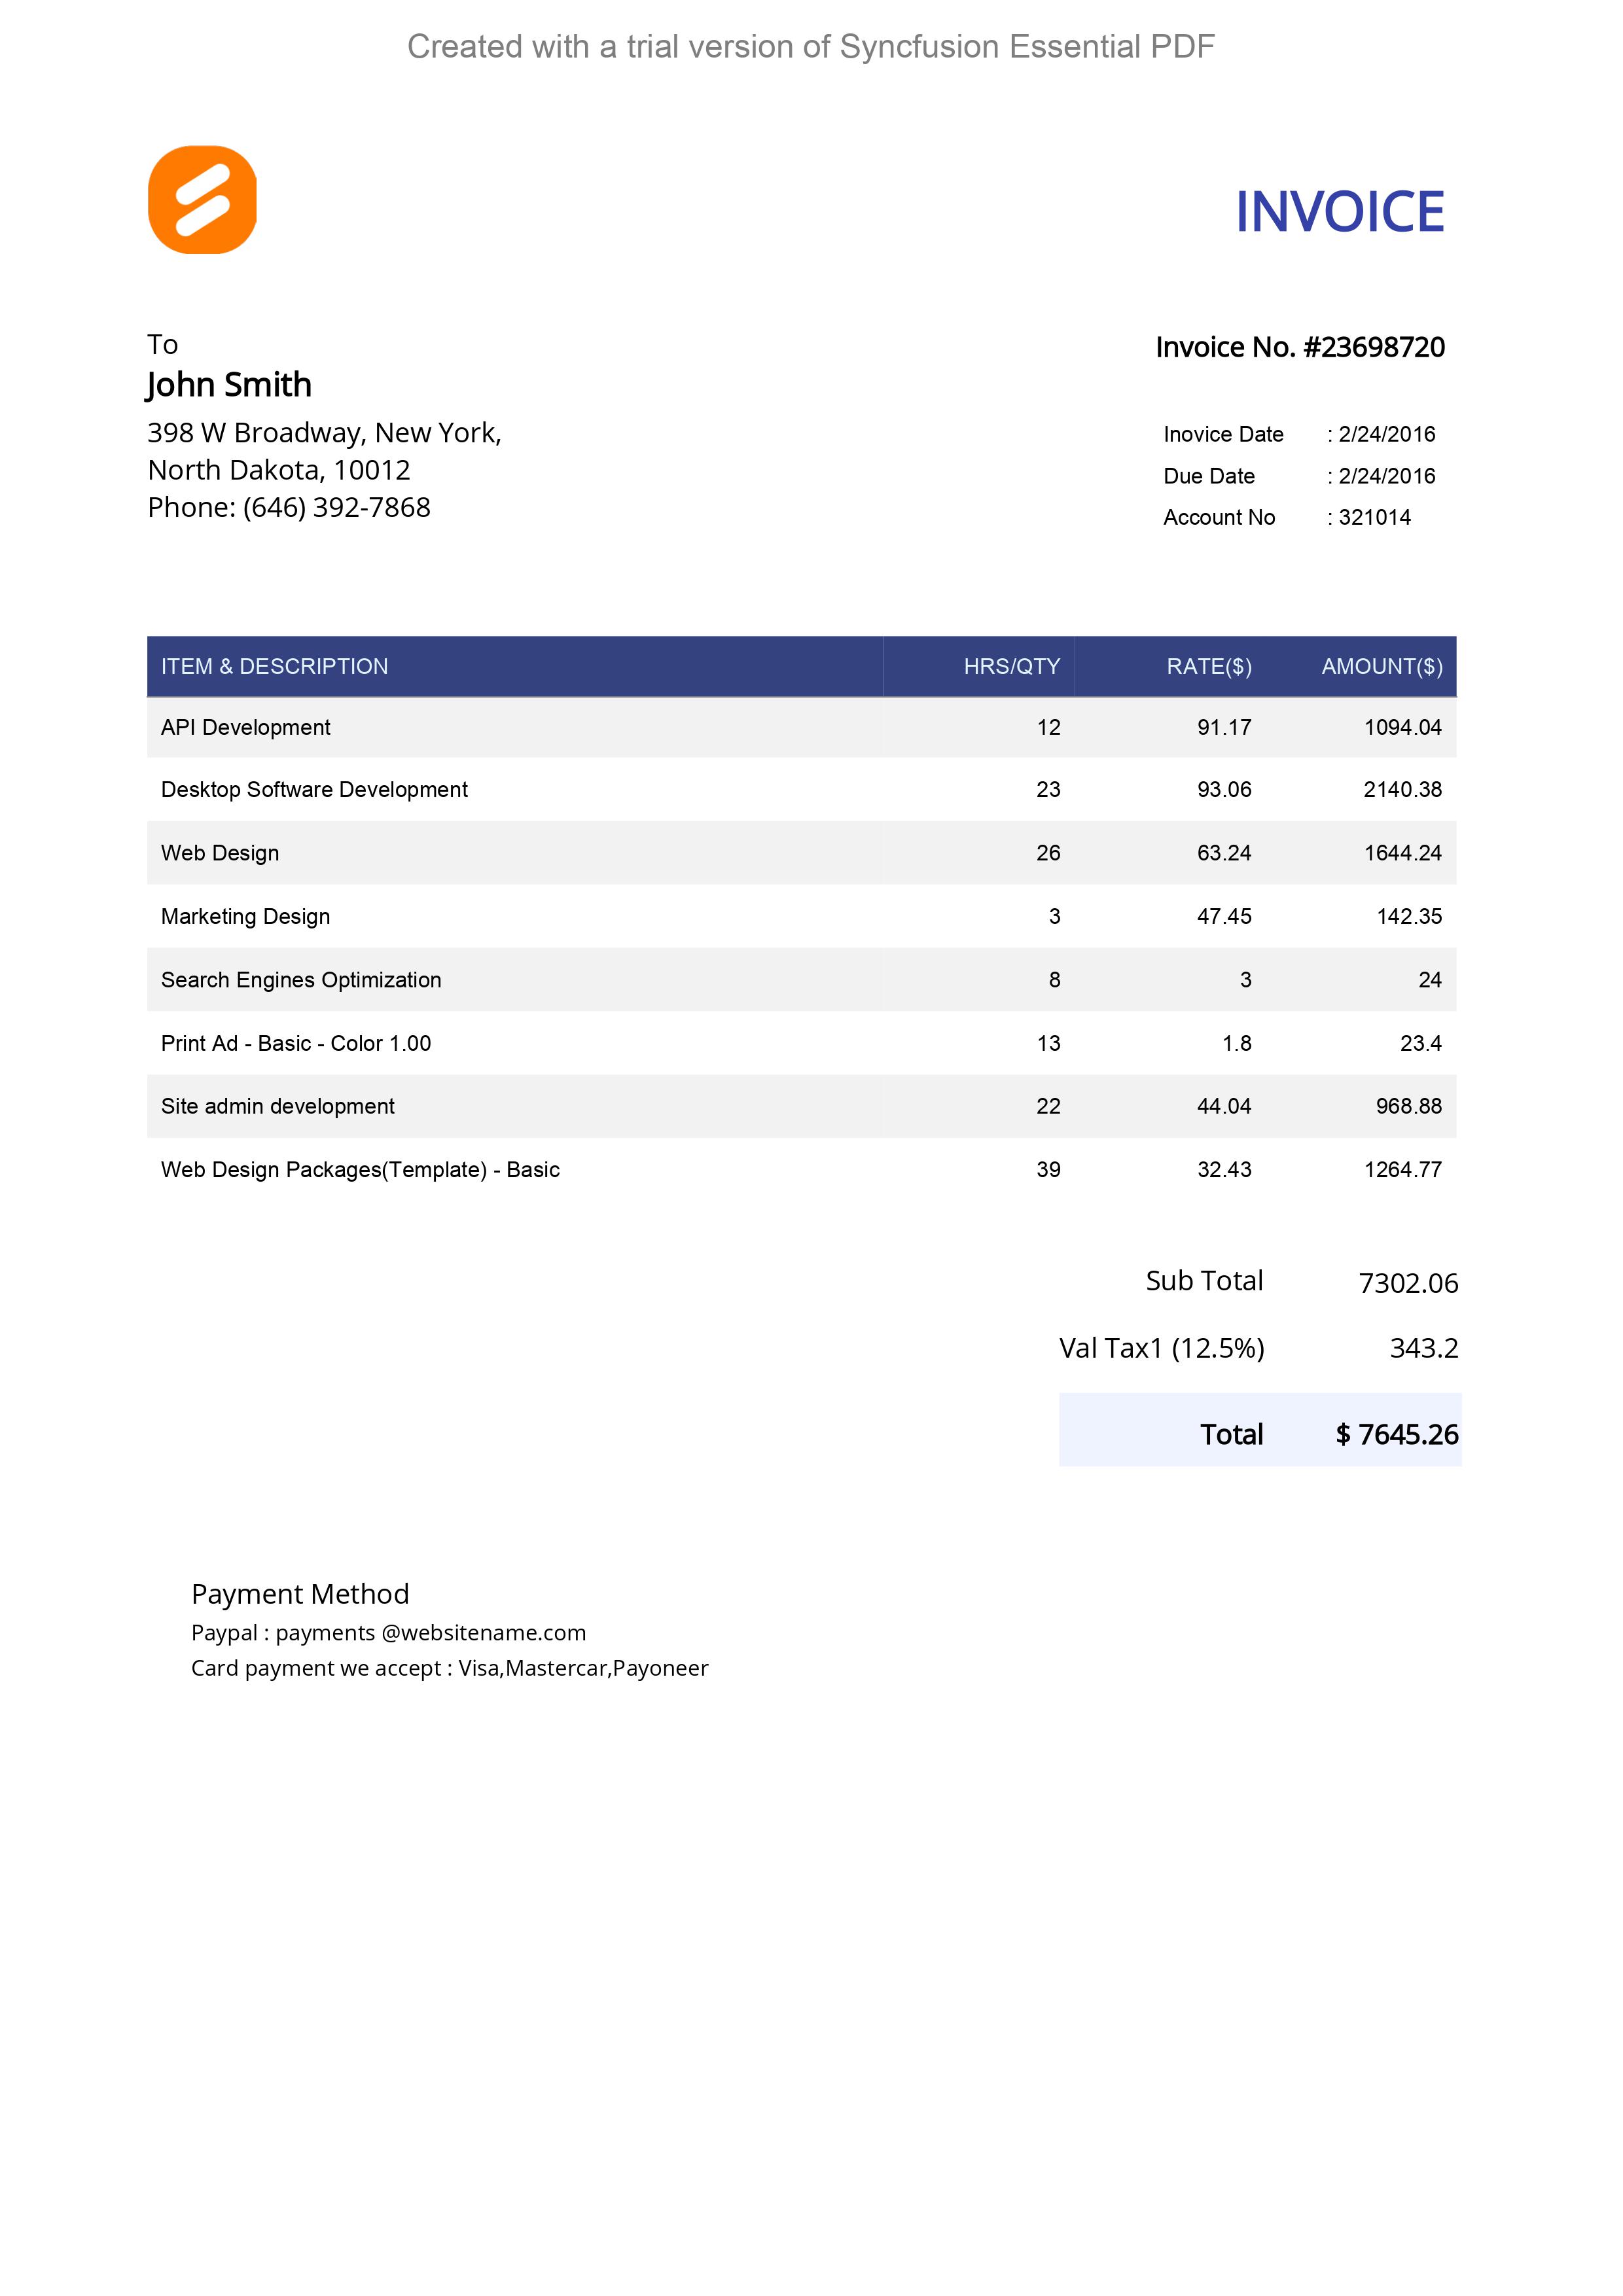 Created with a trial version of Syncfusion Essential PDF
INVOICE
To
John Smith
398 W Broadway, New York,
North Dakota, 10012
Phone: (646) 392-7868
Invoice No. #23698720
Inovice Date : 2/24/2016
Due Date : 2/24/2016
Account No : 321014
ITEM & DESCRIPTION HRS/QTY RATE($) AMOUNT($)
API Development 12 91.17 1094.04
Desktop Software Development 23 93.06 2140.38
Web Design 26 63.24 1644.24
Marketing Design 3 47.45 142.35
Search Engines Optimization 8 3 24
Print Ad - Basic - Color 1.00 13 1.8 23.4
Site admin development 22 44.04 968.88
Web Design Packages(Template) - Basic 39 32.43 1264.77
Sub Total 7302.06
Val Tax1 (12.5%) 343.2
Total $ 7645.26
Payment Method
Paypal : payments @websitename.com
Card payment we accept : Visa,Mastercar,Payoneer